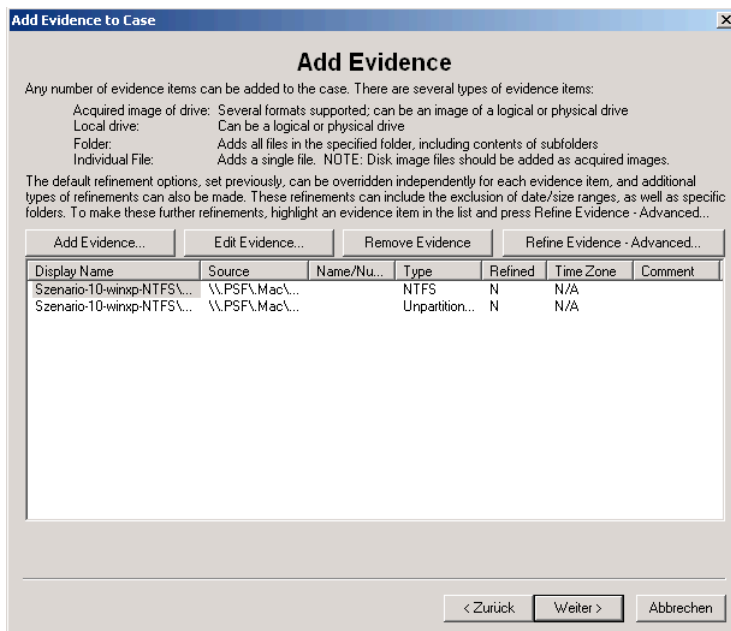 Add Evidence to Case
Add Evidence
Any number of evidence items can be added to the case. There are several types of evidence items:
Acquired image of drive: Several formats supported; can be an image of a logical or physical drive
Local drive: Can be a logical or physical drive
Folder: Adds all files in the specified folder, including contents of subfolders
Individual File: Adds a single file. NOTE: Disk image files should be added as acquired images.
The default refinement options, set previously, can be overridden independently for each evidence item, and additional
types of refinements can also be made. These refinements can include the exclusion of date/size ranges, as well as specific
folders. To make these further refinements, highlight an evidence item in the list and press Refine Evidence - Advanced...
Add Evidence... Edit Evidence... Remove Evidence Refine Evidence - Advanced...
Display Name Source Name/Nu... Type Refined Time Zone Comment
Szenario-10-winxp-NTFS\... \\.PSF\.Mac\... NTFS N N/A
Szenario-10-winxp-NTFS\... \\.PSF\.Mac\... Unpartition... N N/A
< Zurück Weiter > Abbrechen